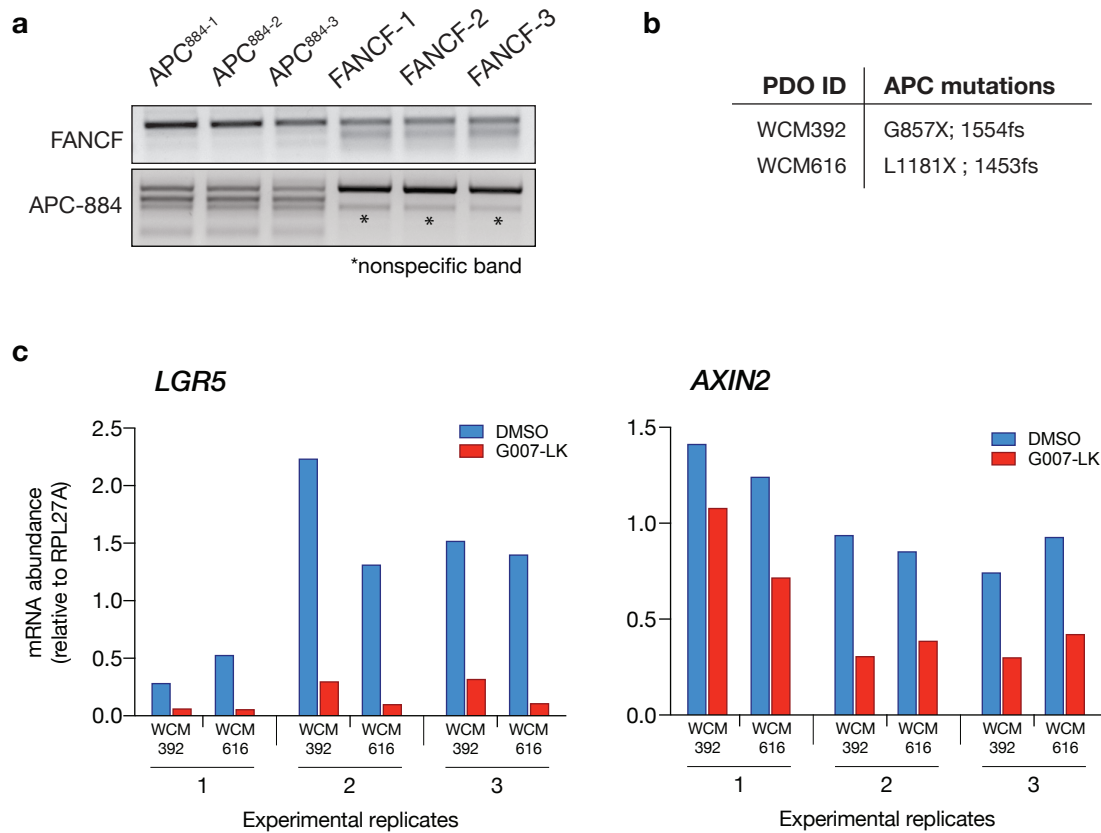 a
APC884-1 APC884-2 APC884-3 FANCF-1 FANCF-2 FANCF-3
FANCF
APC-884
* * *
*nonspecific band
b
PDO ID APC mutations
WCM392 G857X; 1554fs
WCM616 L1181X ; 1453fs
c
LGR5
mRNA abundance
(relative to RPL27A)
2.5
2.0
1.5
1.0
0.5
0.0
DMSO
G007-LK
WCM WCM WCM WCM WCM WCM
392 616 392 616 392 616
1 2 3
Experimental replicates
AXIN2
1.5
1.0
0.5
0.0
DMSO
G007-LK
WCM WCM WCM WCM WCM WCM
392 616 392 616 392 616
1 2 3
Experimental replicates